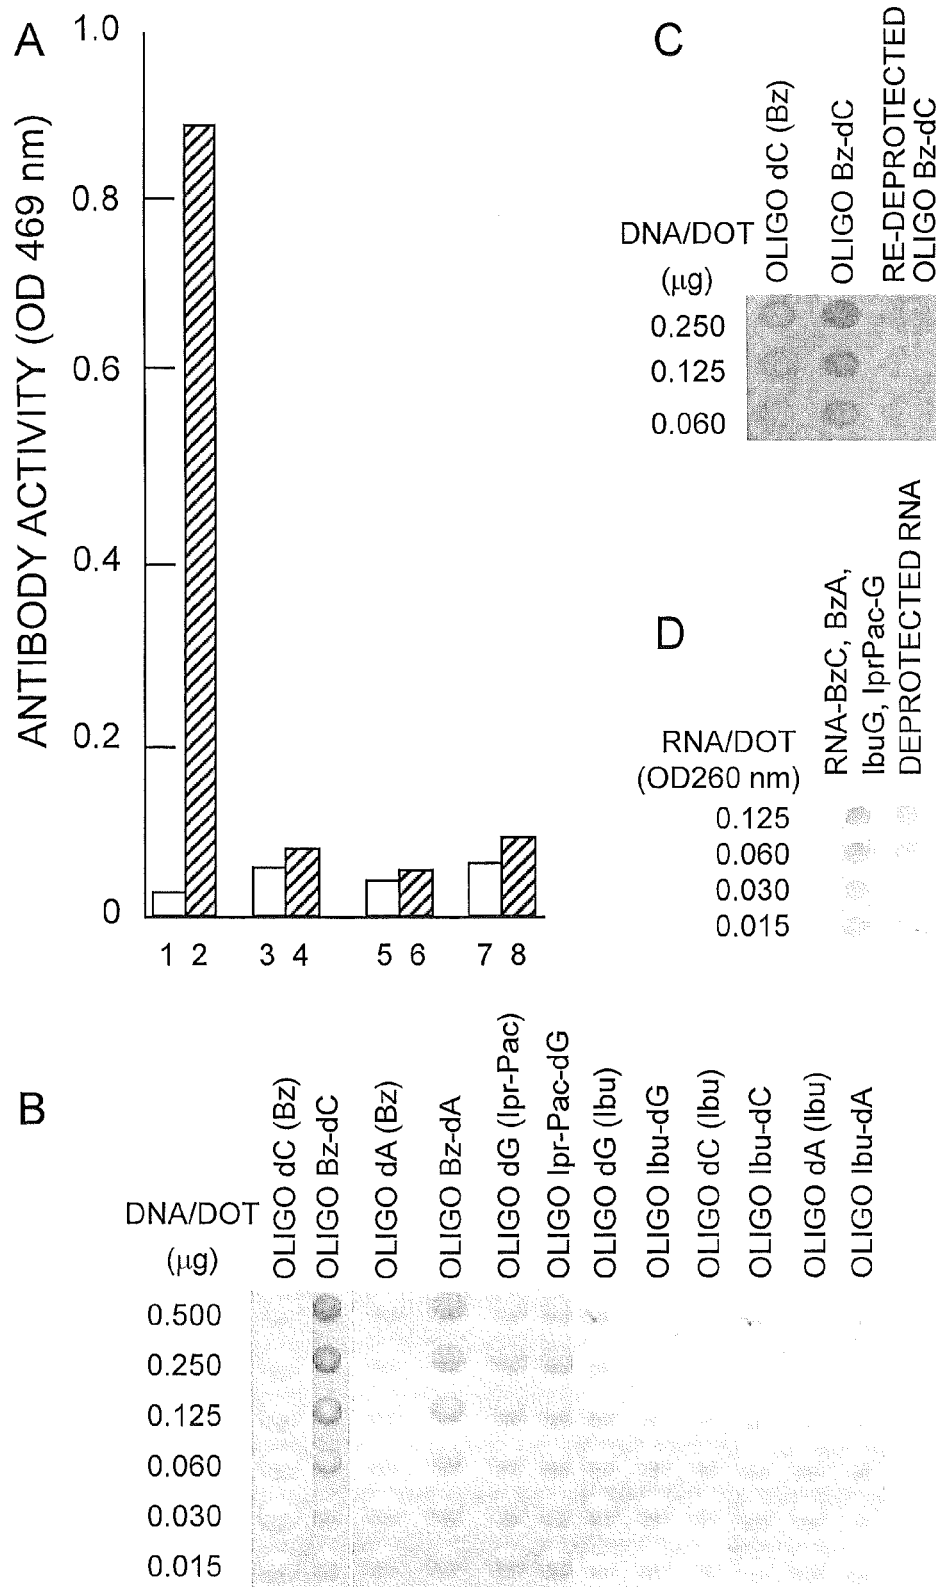 A
ANTIBODY ACTIVITY (OD 469 nm)
1.0
0.8
0.6
0.4
0.2
0
1 2 3 4 5 6 7 8
C
OLIGO dC (Bz)
OLIGO Bz-dC
RE-DEPROTECTED
OLIGO Bz-dC
DNA/DOT
(µg)
0.250
0.125
0.060
D
RNA-BzC, BzA,
IbuG, IprPac-G
DEPROTECTED RNA
RNA/DOT
(OD260 nm)
0.125
0.060
0.030
0.015
B
OLIGO dC (Bz)
OLIGO Bz-dC
OLIGO dA (Bz)
OLIGO Bz-dA
OLIGO dG (Ipr-Pac)
OLIGO Ipr-Pac-dG
OLIGO dG (Ibu)
OLIGO Ibu-dG
OLIGO dC (Ibu)
OLIGO Ibu-dC
OLIGO dA (Ibu)
OLIGO Ibu-dA
DNA/DOT
(µg)
0.500
0.250
0.125
0.060
0.030
0.015